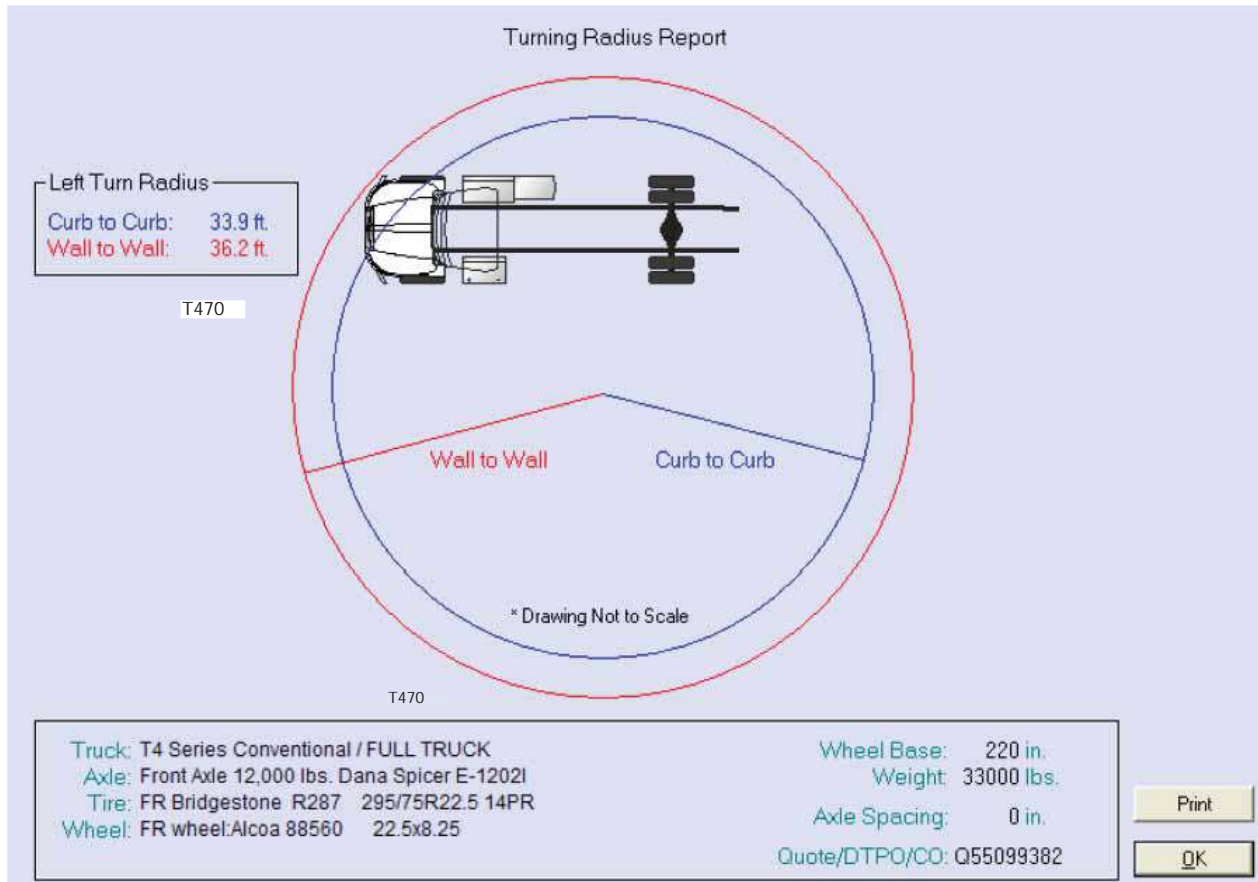 Turning Radius Report
Left Turn Radius
Curb to Curb: 33.9 ft.
Wall to Wall: 36.2 ft.
T470
Wall to Wall
Curb to Curb
* Drawing Not to Scale
T470
Truck: T4 Series Conventional / FULL TRUCK
Axle: Front Axle 12,000 lbs. Dana Spicer E-1202I
Tire: FR Bridgestone R287 295/75R22.5 14PR
Wheel: FR wheel:Alcoa 88560 22.5x8.25
Wheel Base: 220 in.
Weight: 33000 lbs.
Axle Spacing: 0 in.
Quote/DTPO/CO: Q55099382
Print
OK